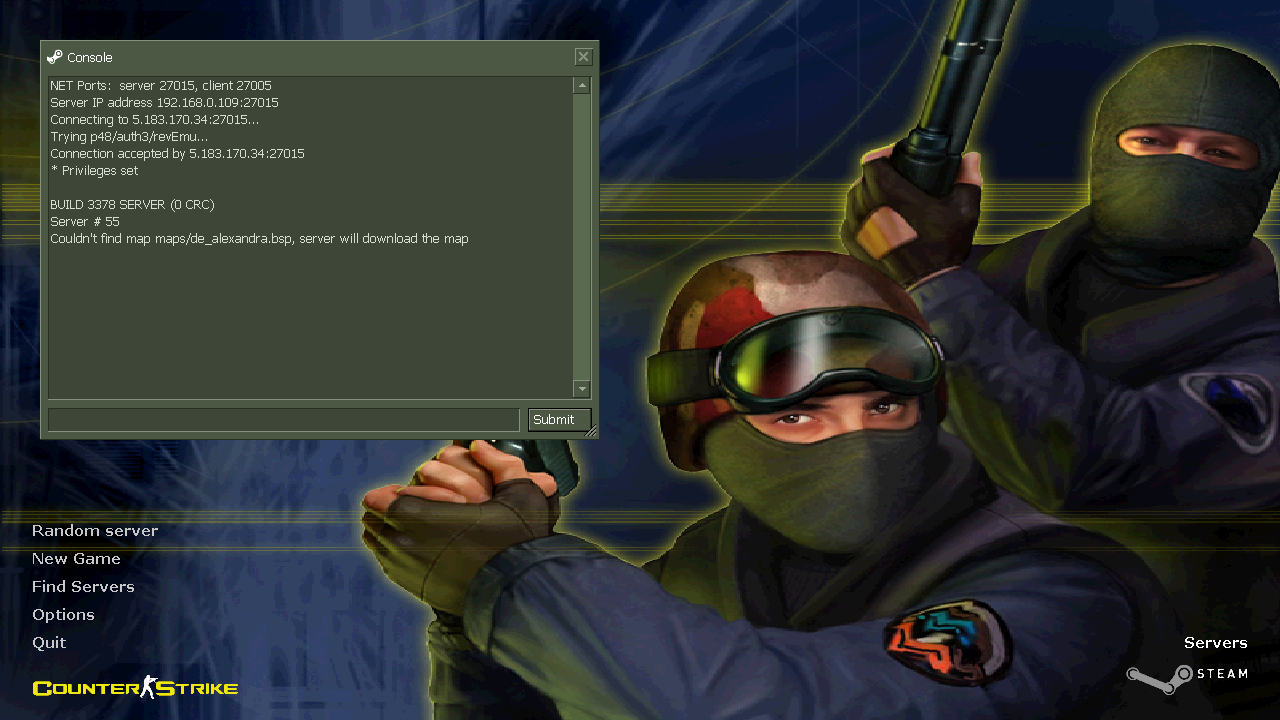 Console
NET Ports:  server 27015, client 27005
Server IP address 192.168.0.109:27015
Connecting to 5.183.170.34:27015...
Trying p48/auth3/revEmu...
Connection accepted by 5.183.170.34:27015
* Privileges set
BUILD 3378 SERVER (0 CRC)
Server # 55
Couldn't find map maps/de_alexandra.bsp, server will download the map
Submit
Random server
New Game
Find Servers
Options
Quit
COUNTER STRIKE
Servers
STEAM